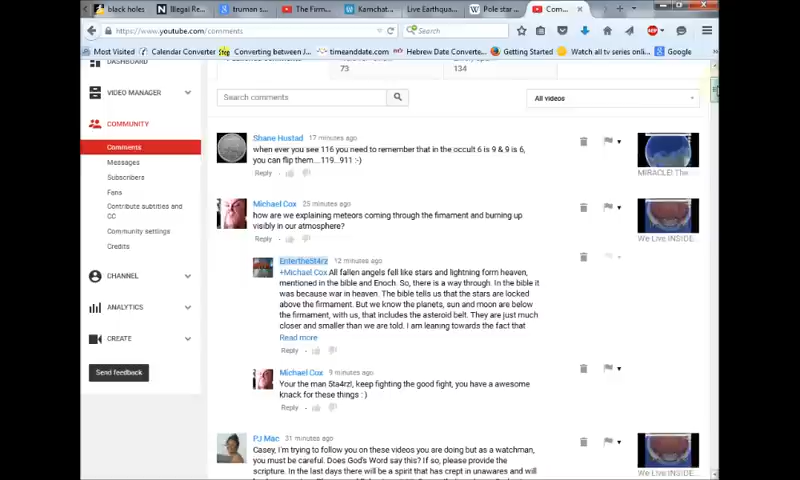 black holes
Illegal Re...
truman s...
The Firm...
Kamchat...
Live Earthqua...
Pole star ...
Com...
https://www.youtube.com/comments
Search
Most Visited
Calendar Converter
Converting between J...
timeanddate.com
Hebrew Date Converte...
Getting Started
Watch all tv series onli...
Google
DASHBOARD
73
134
VIDEO MANAGER
Search comments
All videos
COMMUNITY
Comments
Messages
Subscribers
Fans
Contribute subtitles and
CC
Community settings
Credits
CHANNEL
ANALYTICS
CREATE
Send feedback
Shane Hustad 17 minutes ago
when ever you see 116 you need to remember that in the occult 6 is 9 & 9 is 6,
you can flip them....119...911 :-)
Reply
MIRACLE! The...
Michael Cox 25 minutes ago
how are we explaining meteors coming through the firmament and burning up
visibly in our atmosphere?
Reply
We Live INSIDE...
EntertheSt4rz 12 minutes ago
+Michael Cox All fallen angels fell like stars and lightning form heaven,
mentioned in the bible and Enoch. So, there is a way through. In the bible it
was because war in heaven. The bible tells us that the stars are locked
above the firmament. But we know the planets, sun and moon are below
the firmament, with us, that includes the asteroid belt. They are just much
closer and smaller than we are told. I am leaning towards the fact that
Read more
Reply
Michael Cox 9 minutes ago
Your the man Sta4rz!, keep fighting the good fight, you have a awesome
knack for these things : )
Reply
PJ Mac 31 minutes ago
Casey, I'm trying to follow you on these videos you are doing but as a watchman,
you must be careful. Does God's Word say this? If so, please provide the
scripture. In the last days there will be a spirit that has crept in unawares and will
We Live INSIDE...